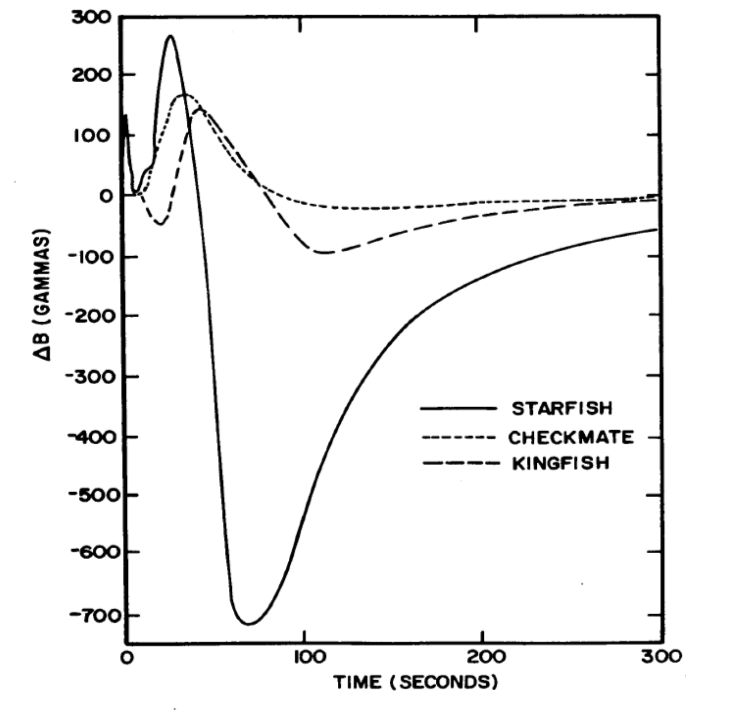 300
200
100
0
-100
-200
-300
-400
-500
-600
-700
ΔB (GAMMAS)
STARFISH
CHECKMATE
KINGFISH
0 100 200 300
TIME (SECONDS)